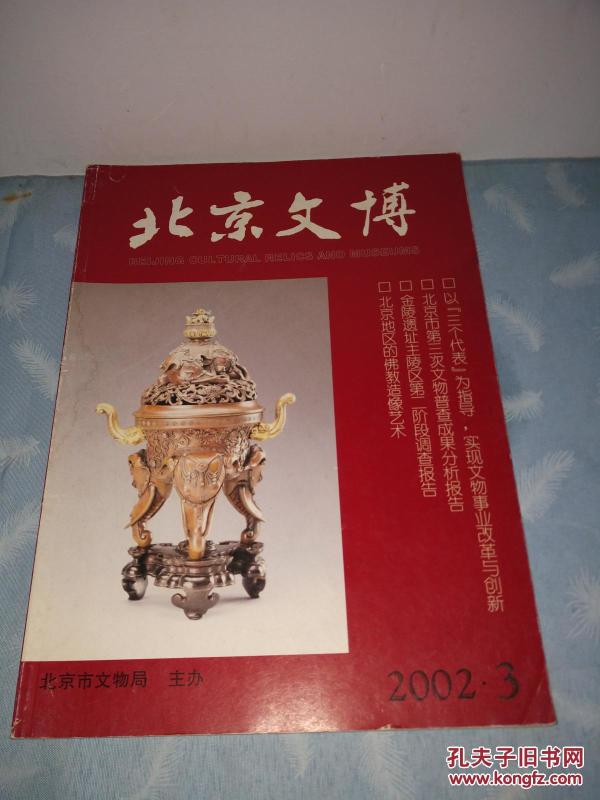 北京文博
BEIJING CULTURAL RELICS AND MUSEUMS
□以『三个代表』为指导，实现文物事业改革与创新
□北京市第三次文物普查成果分析报告
□金陵遗址主陵区第二阶段调查报告
□北京地区的佛教造像艺术
北京市文物局 主办
2002·3
孔夫子旧书网
www.kongfz.com